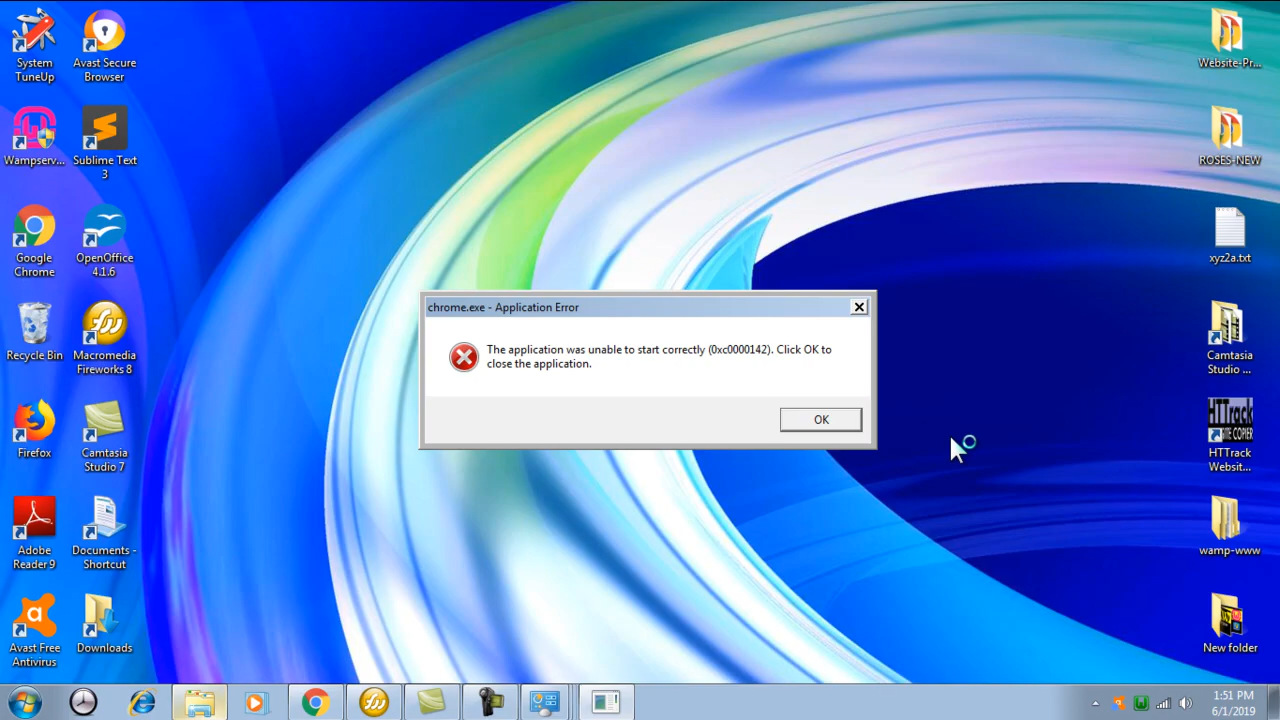 System
TuneUp
Avast Secure
Browser
Wampserv...
Sublime Text
3
Google
Chrome
OpenOffice
4.1.6
Recycle Bin
Macromedia
Fireworks 8
Firefox
Camtasia
Studio 7
Adobe
Reader 9
Documents -
Shortcut
Avast Free
Antivirus
Downloads
chrome.exe - Application Error
The application was unable to start correctly (0xc0000142). Click OK to
close the application.
OK
Website-Pr...
ROSES-NEW
xyz2a.txt
Camtasia
Studio ...
HTTrack
SITE COPIER
HTTrack
Websit...
wamp-www
New folder
1:51 PM
6/1/2019